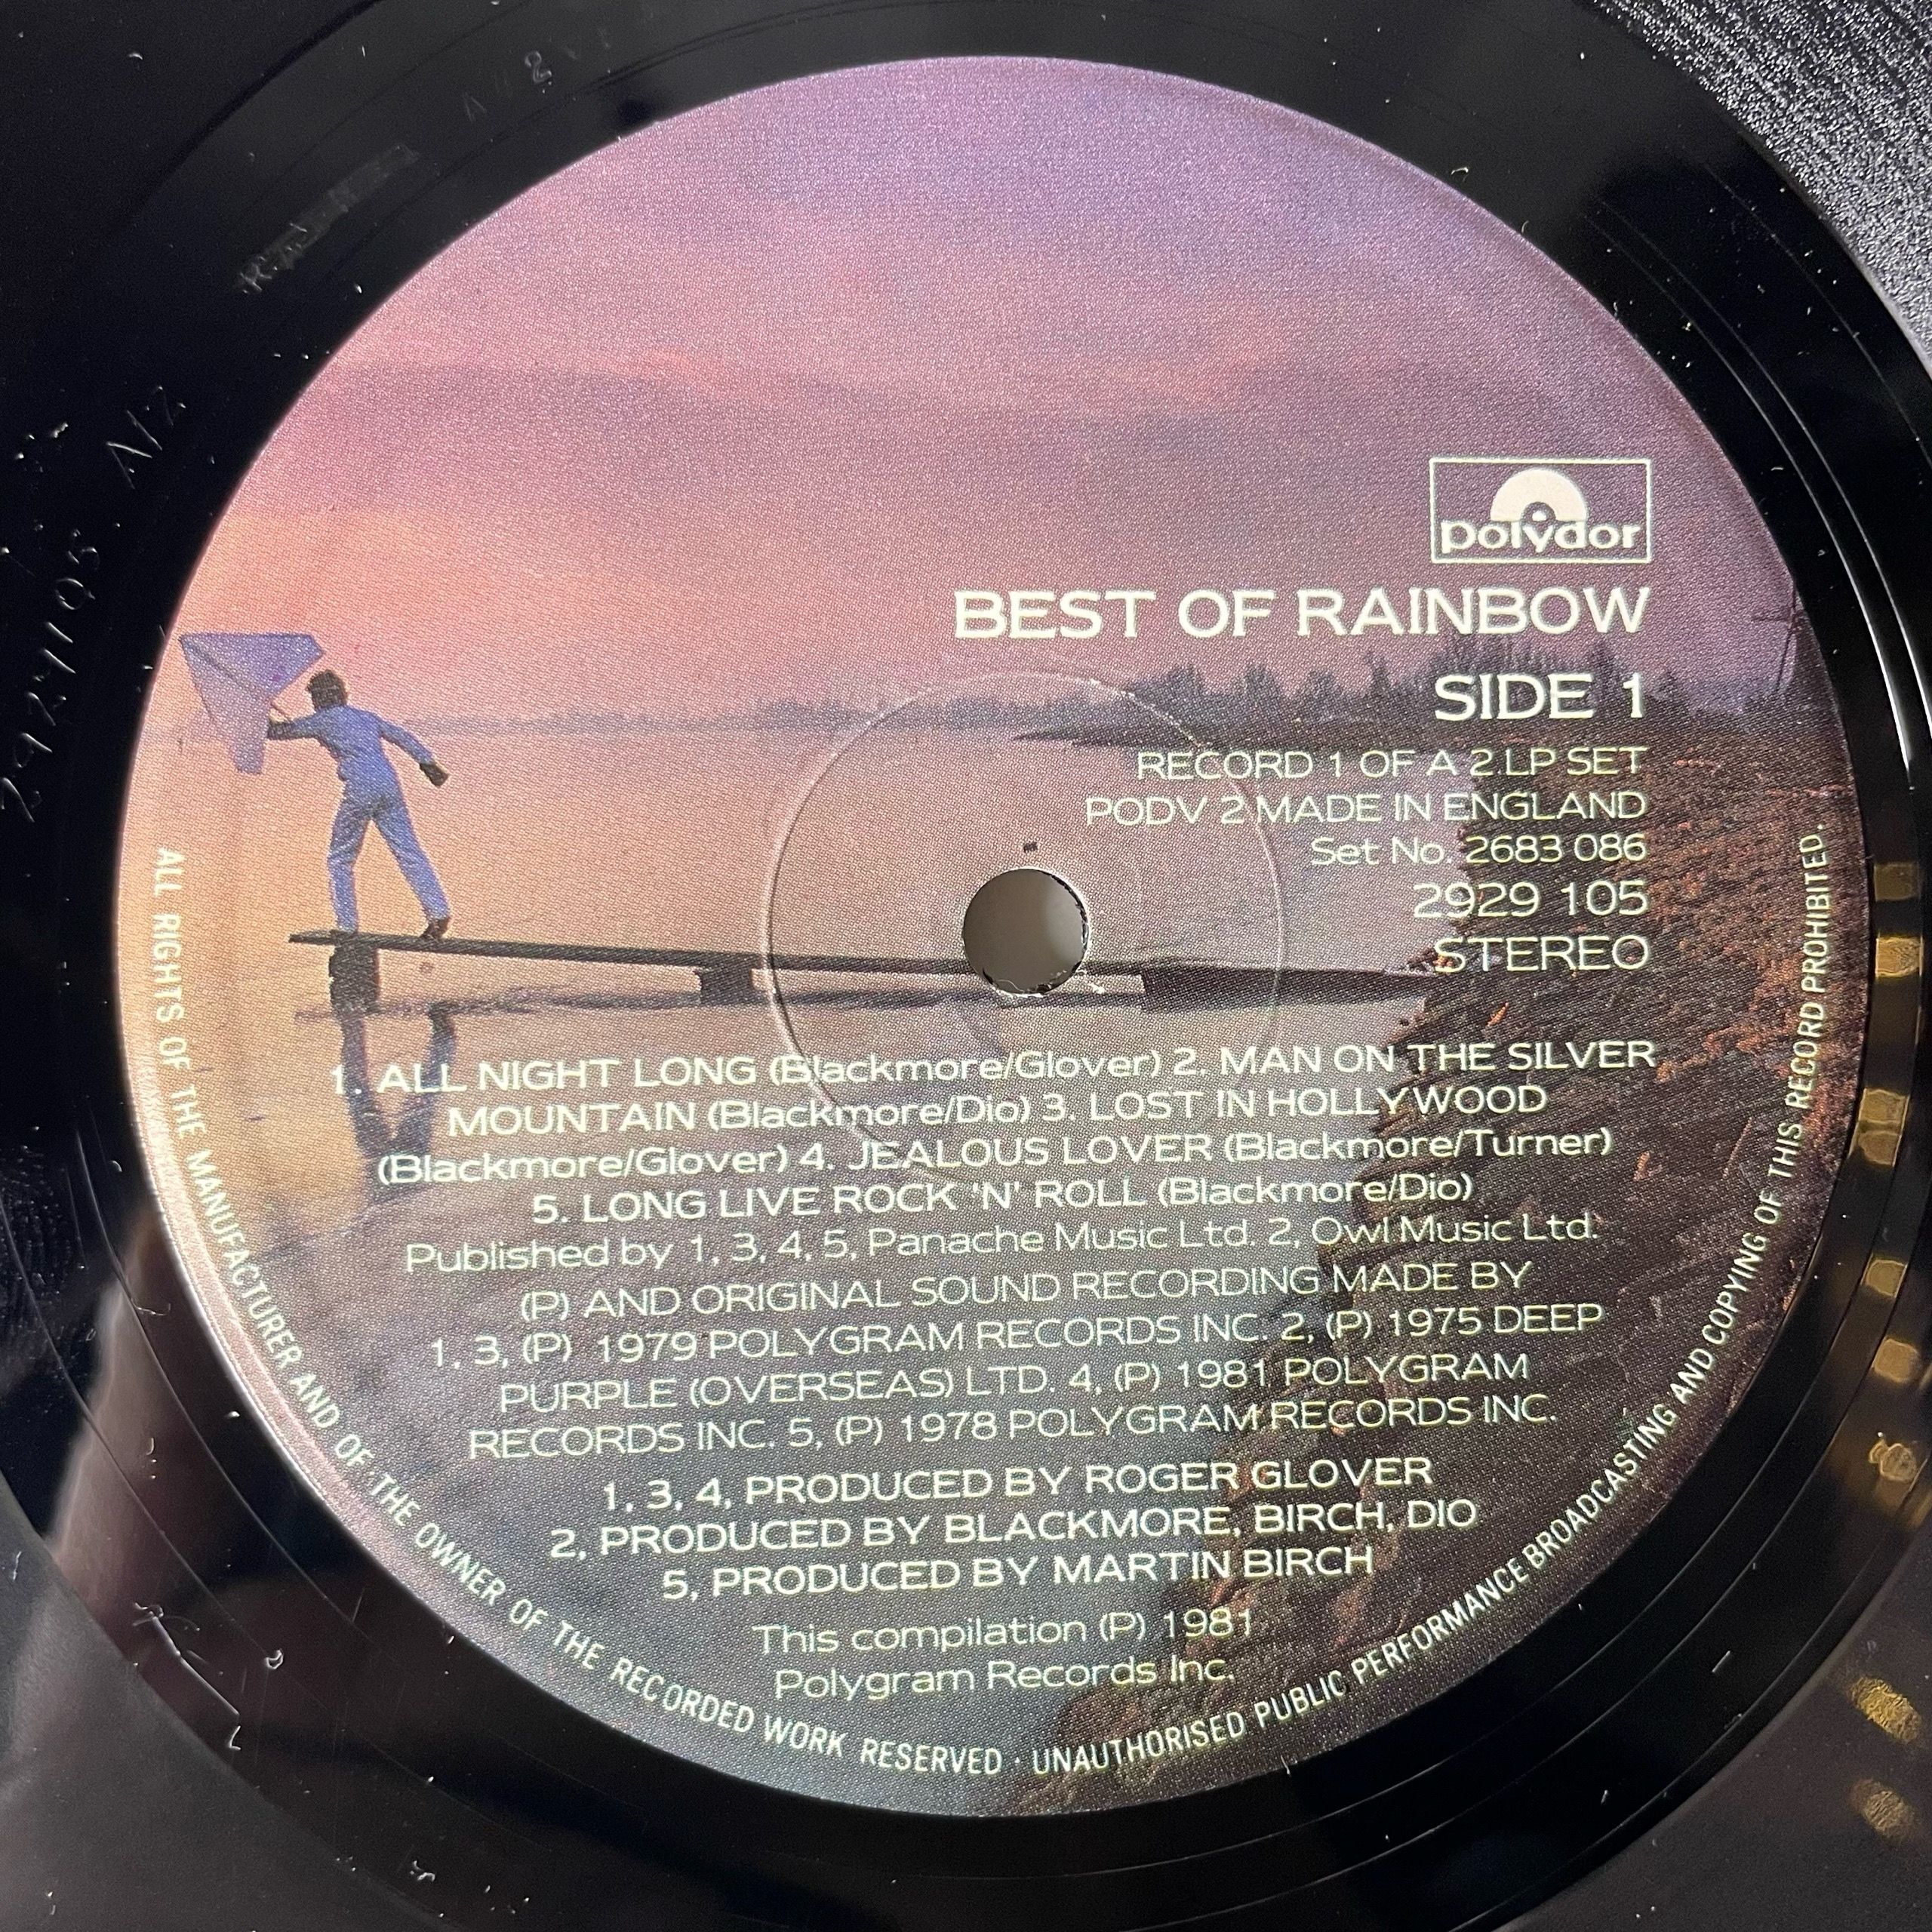 polydor
BEST OF RAINBOW
SIDE 1
RECORD 1 OF A 2 LP SET
PODV 2 MADE IN ENGLAND
Set No. 2683 086
2929 105
STEREO
1. ALL NIGHT LONG (Blackmore/Glover) 2. MAN ON THE SILVER
MOUNTAIN (Blackmore/Dio) 3. LOST IN HOLLYWOOD
(Blackmore/Glover) 4. JEALOUS LOVER (Blackmore/Turner)
5. LONG LIVE ROCK 'N' ROLL (Blackmore/Dio)
Published by 1, 3, 4, 5, Panache Music Ltd. 2, Owl Music Ltd.
(P) AND ORIGINAL SOUND RECORDING MADE BY
1, 3, (P) 1979 POLYGRAM RECORDS INC. 2, (P) 1975 DEEP
PURPLE (OVERSEAS) LTD. 4, (P) 1981 POLYGRAM
RECORDS INC. 5, (P) 1978 POLYGRAM RECORDS INC.
1, 3, 4, PRODUCED BY ROGER GLOVER
2, PRODUCED BY BLACKMORE, BIRCH, DIO
5, PRODUCED BY MARTIN BIRCH
This compilation (P) 1981
Polygram Records Inc.
ALL RIGHTS OF THE MANUFACTURER AND OF THE OWNER OF THE RECORDED WORK RESERVED · UNAUTHORISED PUBLIC PERFORMANCE BROADCASTING AND COPYING OF THIS RECORD PROHIBITED.